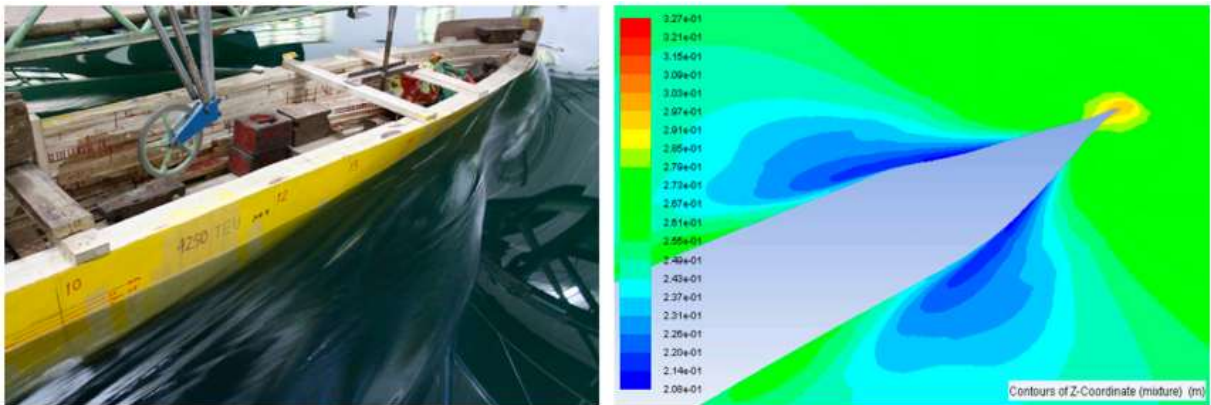 13
12
4250 TEU
10
3.27e-01
3.21e-01
3.15e-01
3.09e-01
3.03e-01
2.97e-01
2.91e-01
2.85e-01
2.79e-01
2.73e-01
2.67e-01
2.61e-01
2.55e-01
2.49e-01
2.43e-01
2.37e-01
2.31e-01
2.26e-01
2.20e-01
2.14e-01
2.08e-01
Contours of Z-Coordinate (mixture) (m)